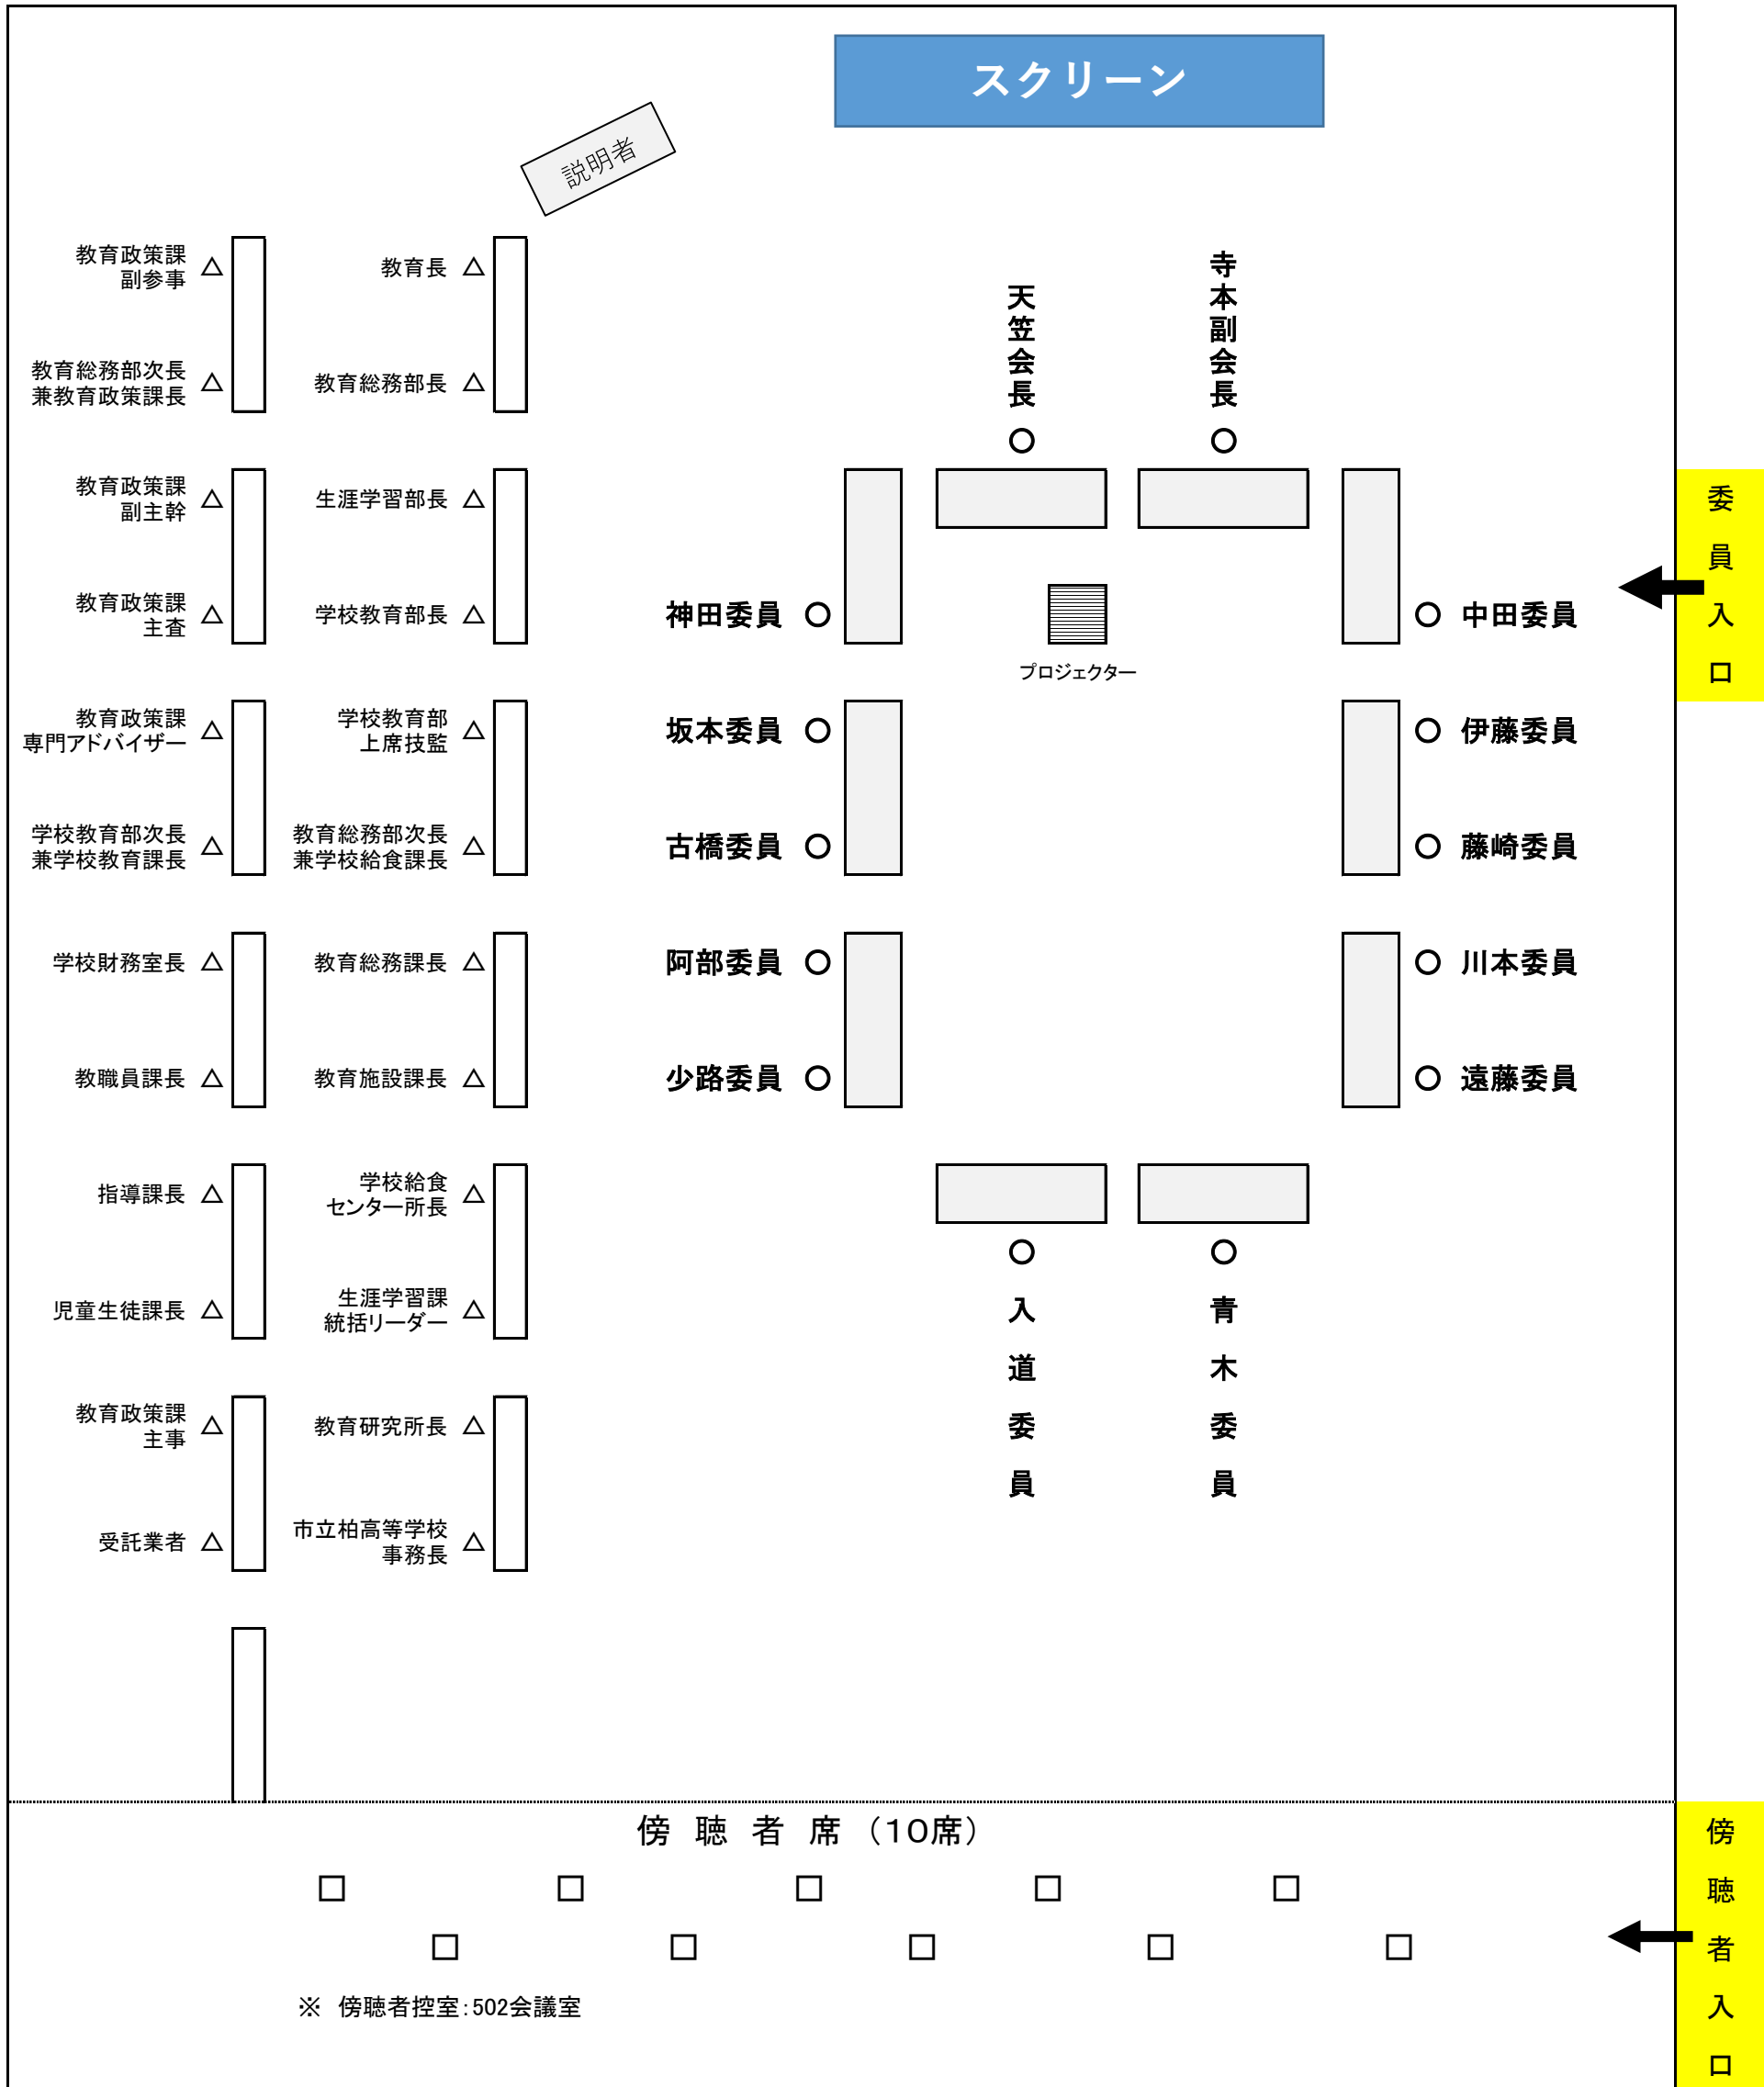 スクリーン
説明者
教育政策課
副参事
△
教育長
△
教育総務部次長
兼教育政策課長
△
教育総務部長
△
天笠会長
○
寺本副会長
○
教育政策課
副主幹
△
生涯学習部長
△
教育政策課
主査
△
学校教育部長
△
神田委員 ○
プロジェクター
○ 中田委員
委員入口
教育政策課
専門アドバイザー
△
学校教育部
上席技監
△
坂本委員 ○
○ 伊藤委員
学校教育部次長
兼学校教育課長
△
教育総務部次長
兼学校給食課長
△
古橋委員 ○
○ 藤崎委員
学校財務室長 △
教育総務課長 △
阿部委員 ○
○ 川本委員
教職員課長 △
教育施設課長 △
少路委員 ○
○ 遠藤委員
指導課長 △
学校給食
センター所長
△
児童生徒課長 △
生涯学習課
統括リーダー
△
○
入道委員
○
青木委員
教育政策課
主事
△
教育研究所長 △
受託業者 △
市立柏高等学校
事務長
△
傍 聴 者 席 （10席）
□ □ □ □ □
□ □ □ □ □
※ 傍聴者控室：502会議室
傍聴者入口